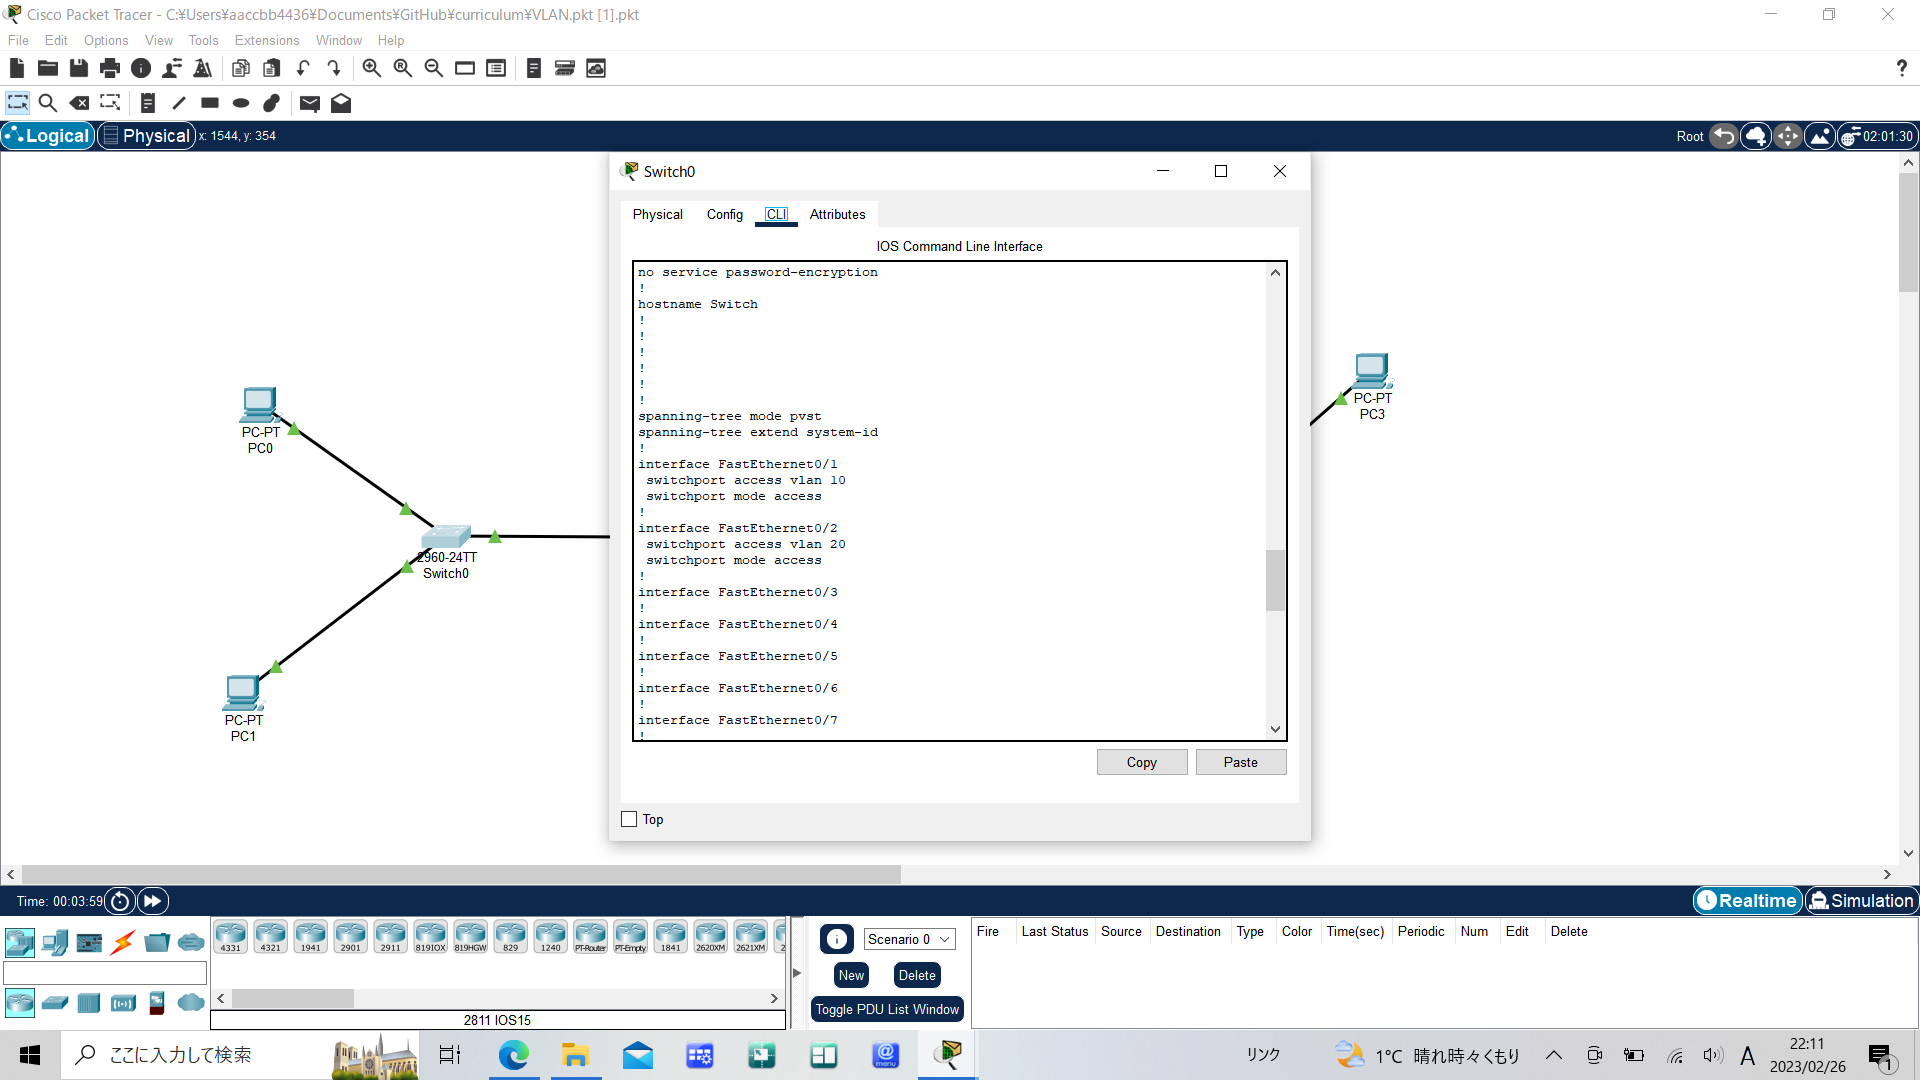 Cisco Packet Tracer - C:¥Users¥aaccbb4436¥Documents¥GitHub¥curriculum¥VLAN.pkt [1].pkt
File Edit Options View Tools Extensions Window Help
?
Logical Physical x: 1544, y: 354 Root 02:01:30
Switch0
Physical Config CLI Attributes
IOS Command Line Interface
no service password-encryption
!
hostname Switch
!
!
!
!
!
!
spanning-tree mode pvst
spanning-tree extend system-id
!
interface FastEthernet0/1
switchport access vlan 10
switchport mode access
!
interface FastEthernet0/2
switchport access vlan 20
switchport mode access
!
interface FastEthernet0/3
!
interface FastEthernet0/4
!
interface FastEthernet0/5
!
interface FastEthernet0/6
!
interface FastEthernet0/7
!
Copy Paste
Top
PC-PT
PC0
2960-24TT
Switch0
PC-PT
PC1
PC-PT
PC3
Time: 00:03:59 Realtime Simulation
4331 4321 1941 2901 2911 819IOX 819HGW 829 1240 PT-Router PT-Empty 1841 2620XM 2621XM 2
2811 IOS15
Scenario 0
New Delete
Toggle PDU List Window
Fire Last Status Source Destination Type Color Time(sec) Periodic Num Edit Delete
ここに入力して検索
@
menu
リンク
1°C 晴れ時々くもり
A
22:11
2023/02/26
1